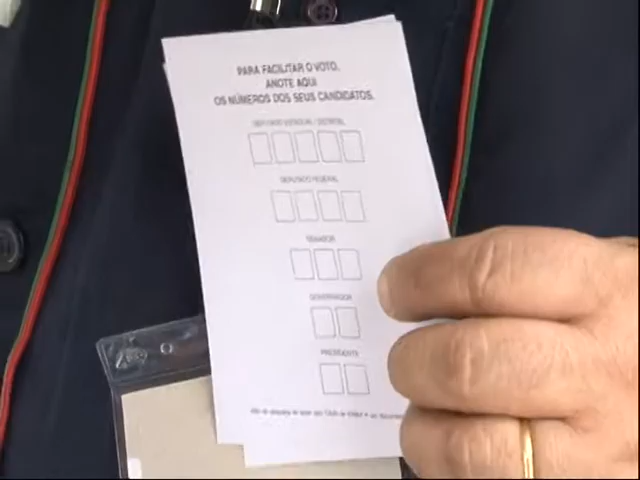 PARA FACILITAR O VOTO,
ANOTE AQUI
OS NÚMEROS DOS SEUS CANDIDATOS.
DEPUTADO ESTADUAL / DISTRITAL
DEPUTADO FEDERAL
SENADOR
GOVERNADOR
PRESIDENTE